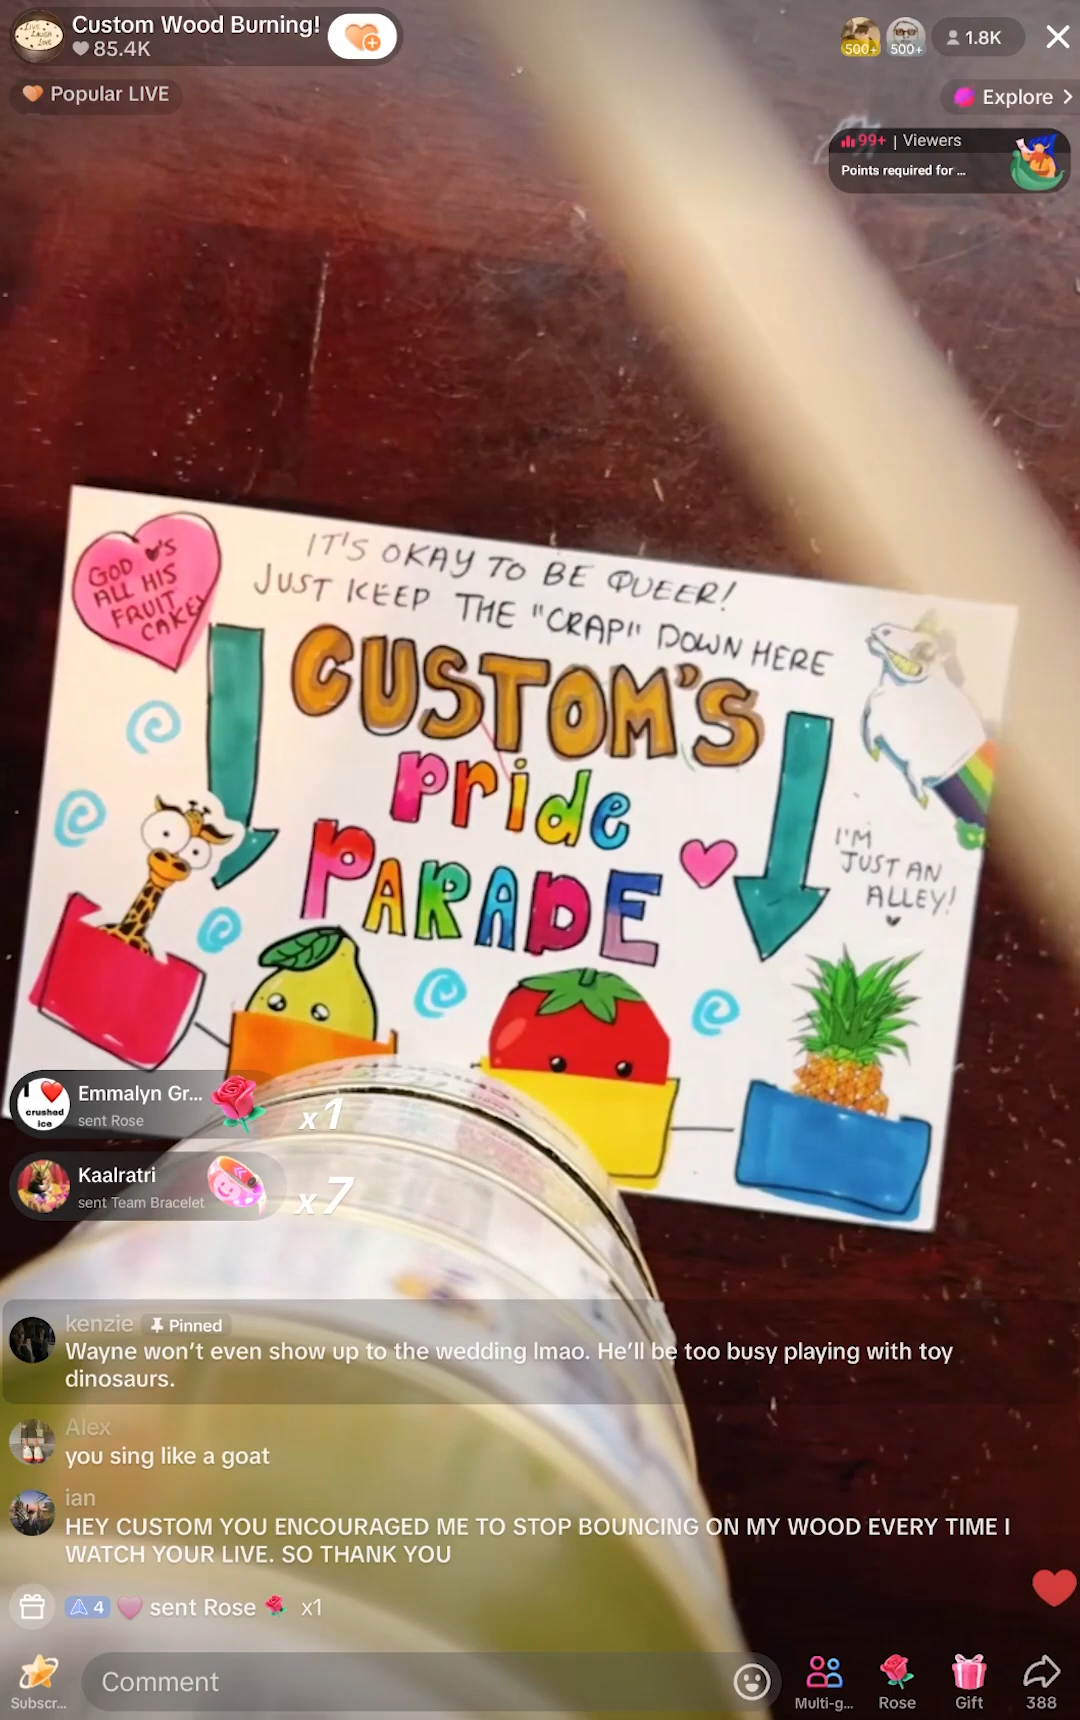 LIVE
LAUGH
LOVE
Custom Wood Burning!
85.4K
500+
500+
1.8K
Popular LIVE
Explore
99+ | Viewers
Points required for ...
GOD ♥'S
ALL HIS
FRUIT
CAKES
IT'S OKAY TO BE QUEER!
JUST KEEP THE "CRAP" DOWN HERE
CUSTOM'S
PRIDE
PARADE
I'M
JUST AN
ALLEY!
I ❤
crushed
ice
Emmalyn Gr...
sent Rose
x1
Kaalratri
sent Team Bracelet
x7
kenzie Pinned
Wayne won't even show up to the wedding lmao. He'll be too busy playing with toy
dinosaurs.
Alex
you sing like a goat
ian
HEY CUSTOM YOU ENCOURAGED ME TO STOP BOUNCING ON MY WOOD EVERY TIME I
WATCH YOUR LIVE. SO THANK YOU
4 sent Rose x1
Comment
Subscr...
Multi-g...
Rose
Gift
388